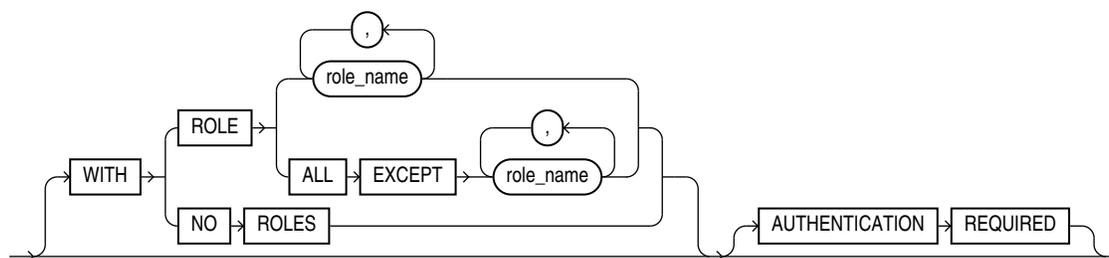 ,
role_name
ROLE
,
WITH
ALL EXCEPT role_name
NO ROLES
AUTHENTICATION REQUIRED